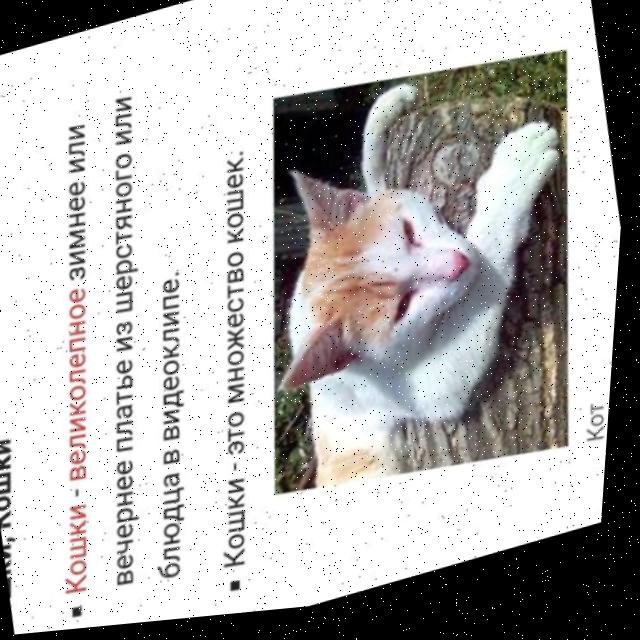 Кошки
▪ Кошки - великолепное зимнее или
вечернее платье из шерстяного или
блюдца в видеоклипе.
▪ Кошки - это множество кошек.
Кот